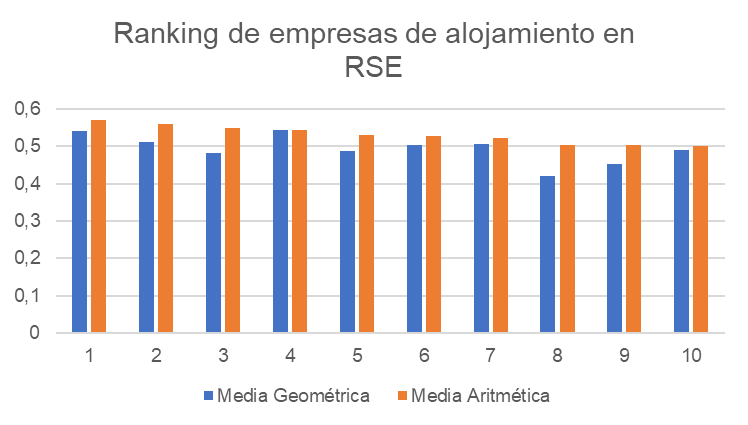 Ranking de empresas de alojamiento en
RSE
0,6
0,5
0,4
0,3
0,2
0,1
0
1 2 3 4 5 6 7 8 9 10
Media Geométrica Media Aritmética